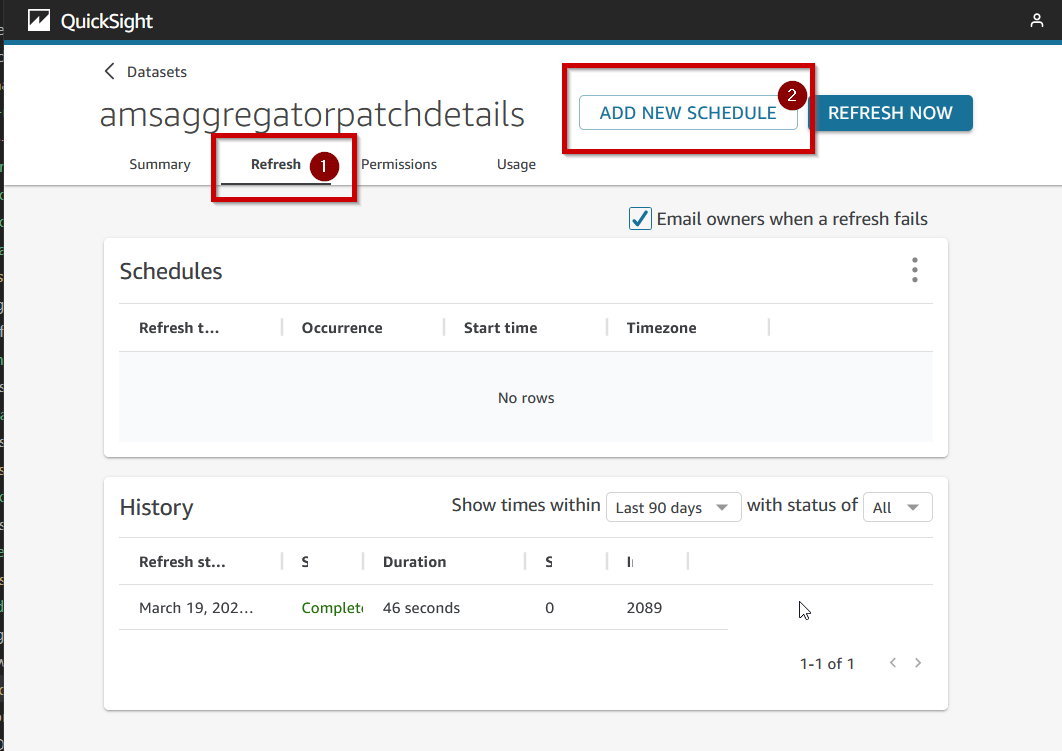 QuickSight
Datasets
amsaggregatorpatchdetails
ADD NEW SCHEDULE 2 REFRESH NOW
Summary Refresh 1 Permissions Usage
Email owners when a refresh fails
Schedules
Refresh t... Occurrence Start time Timezone
No rows
History Show times within Last 90 days with status of All
Refresh st... S Duration S
March 19, 202... Complet 46 seconds 0 2089
1-1 of 1